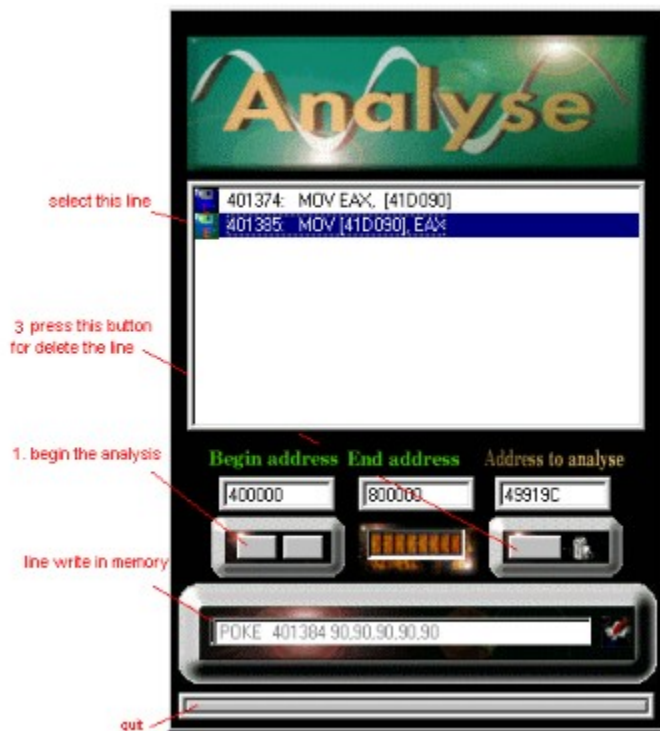 Analyse
select this line
401374: MOV EAX, [41D090]
401385: MOV [41D090], EAX
3 press this button
for delete the line
1. begin the analysis
Begin address End address Address to analyse
400000 800000 49919C
line write in memory
POKE 401384 90,90,90,90,90
quit